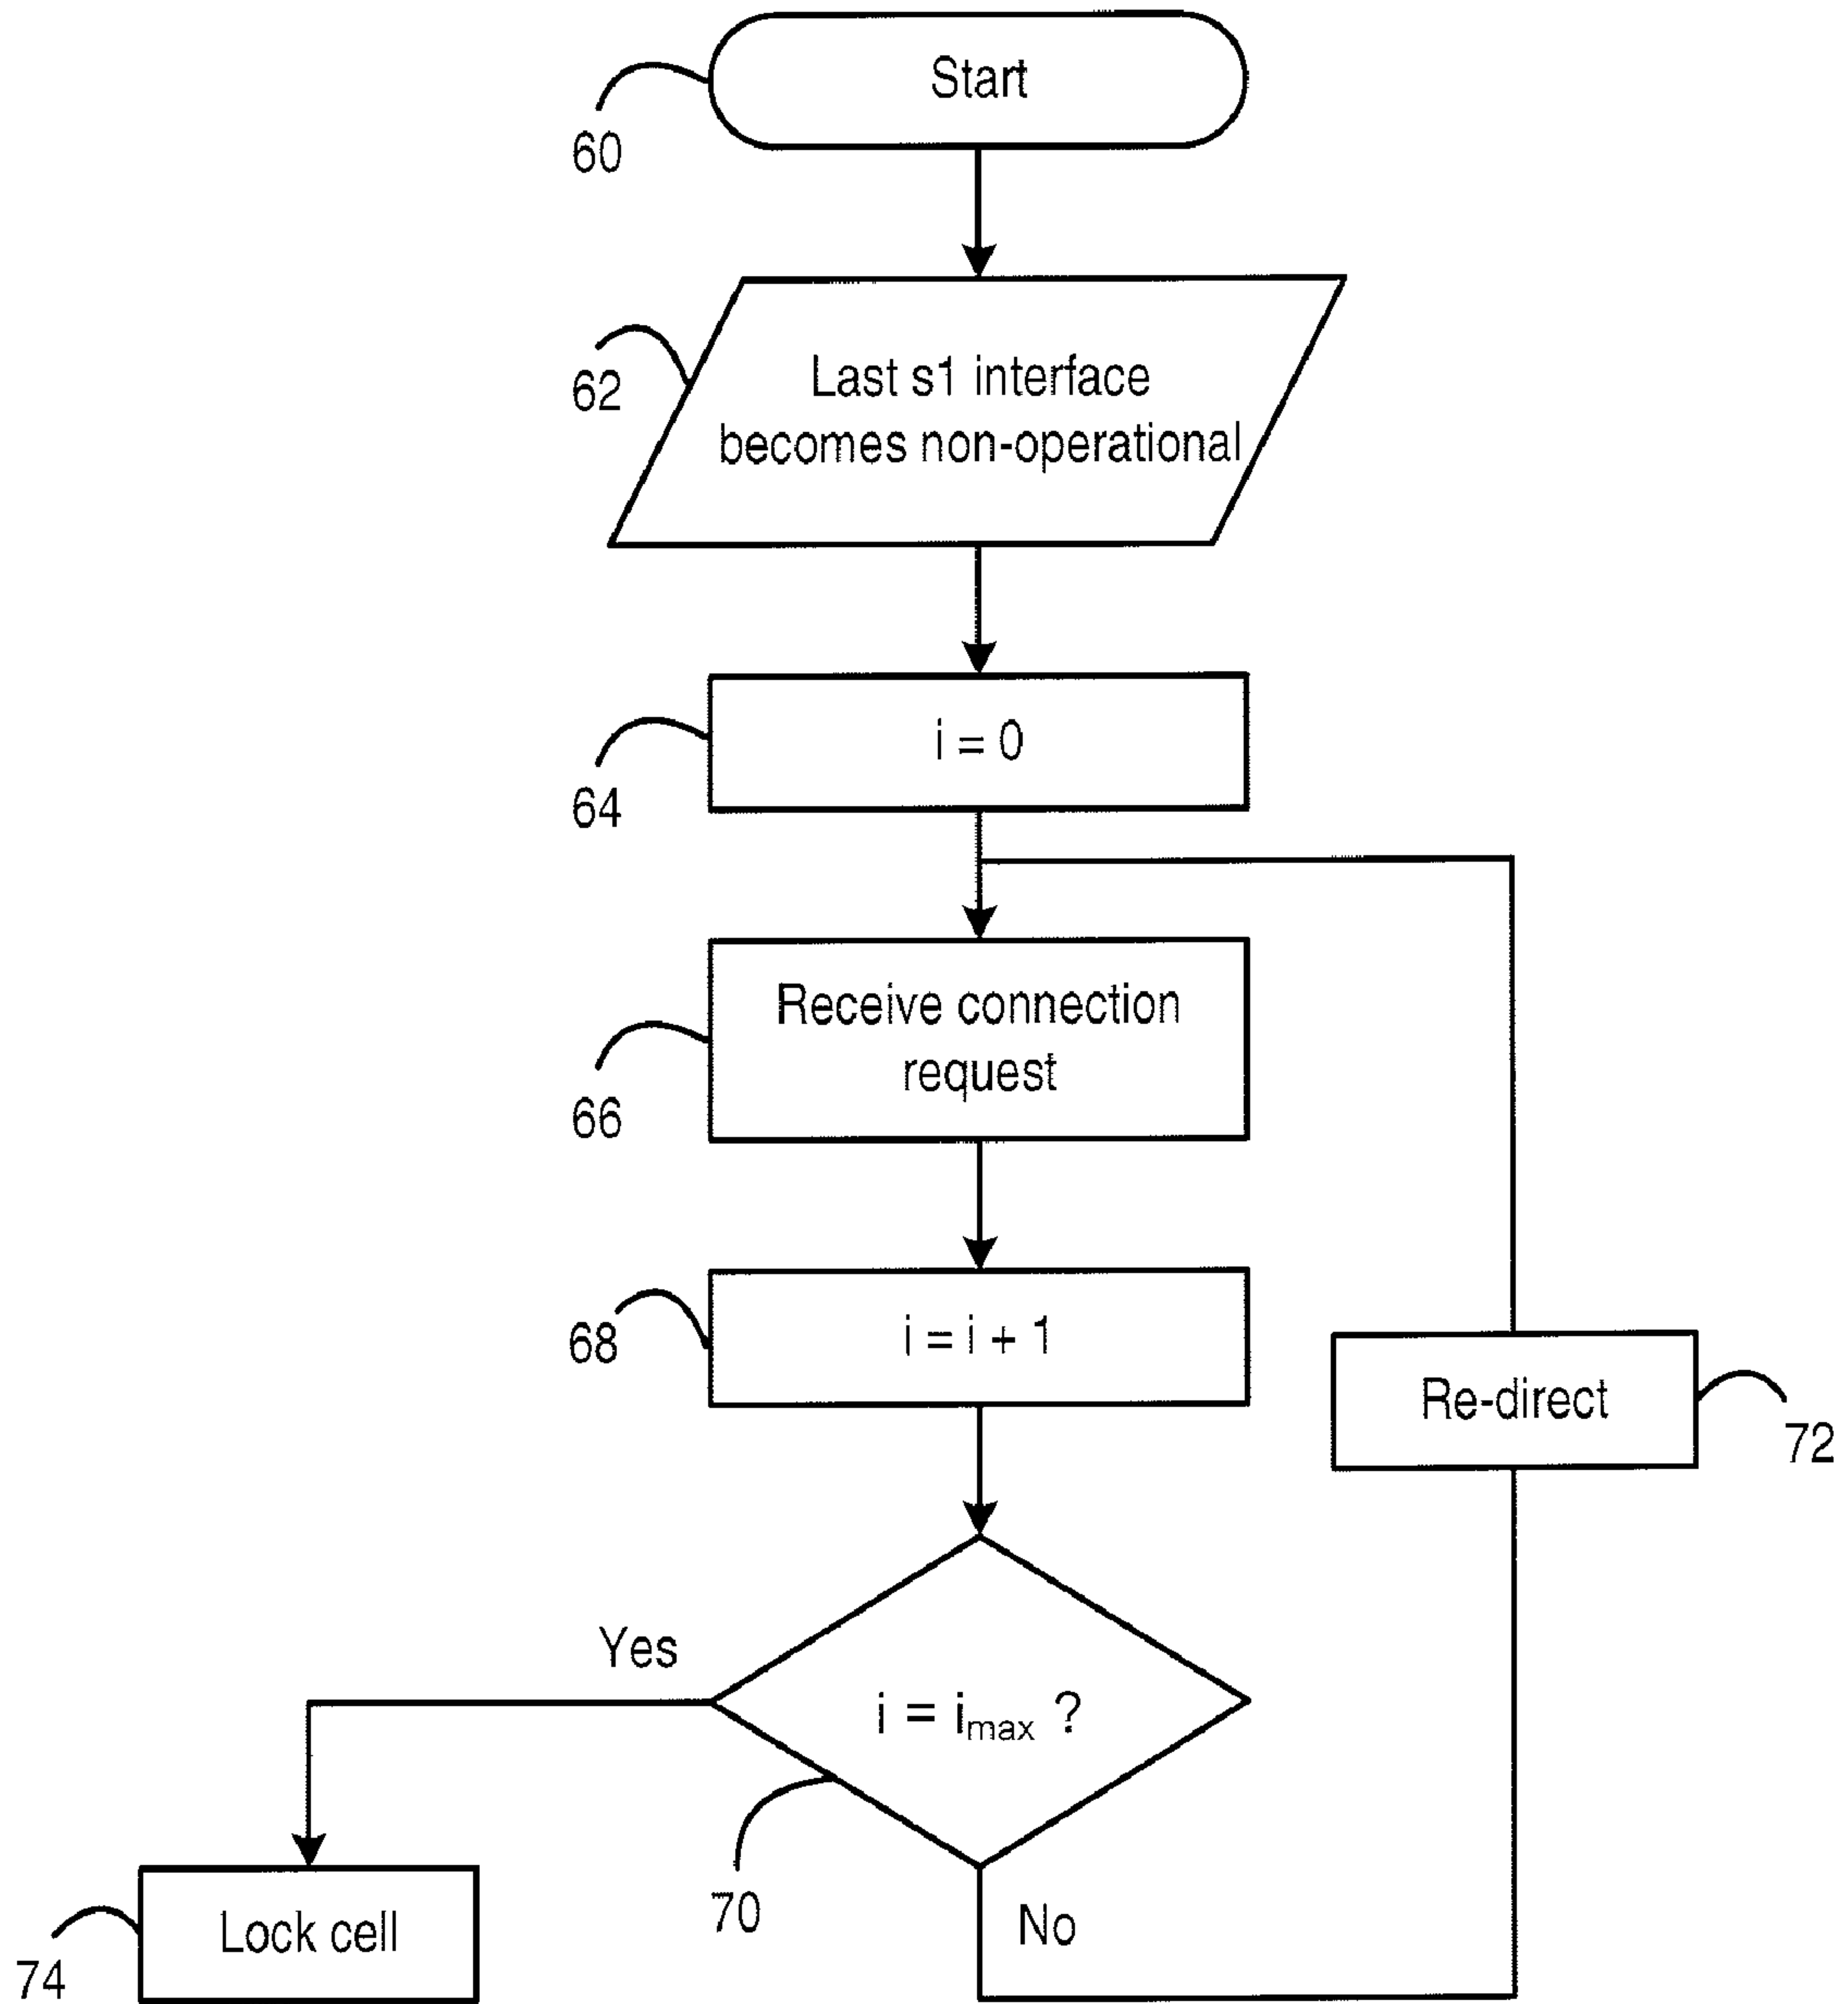 Start
60
Last s1 interface
becomes non-operational
62
i = 0
64
Receive connection
request
66
i = i + 1
68
Re-direct
72
Yes
i = imax ?
70
No
Lock cell
74